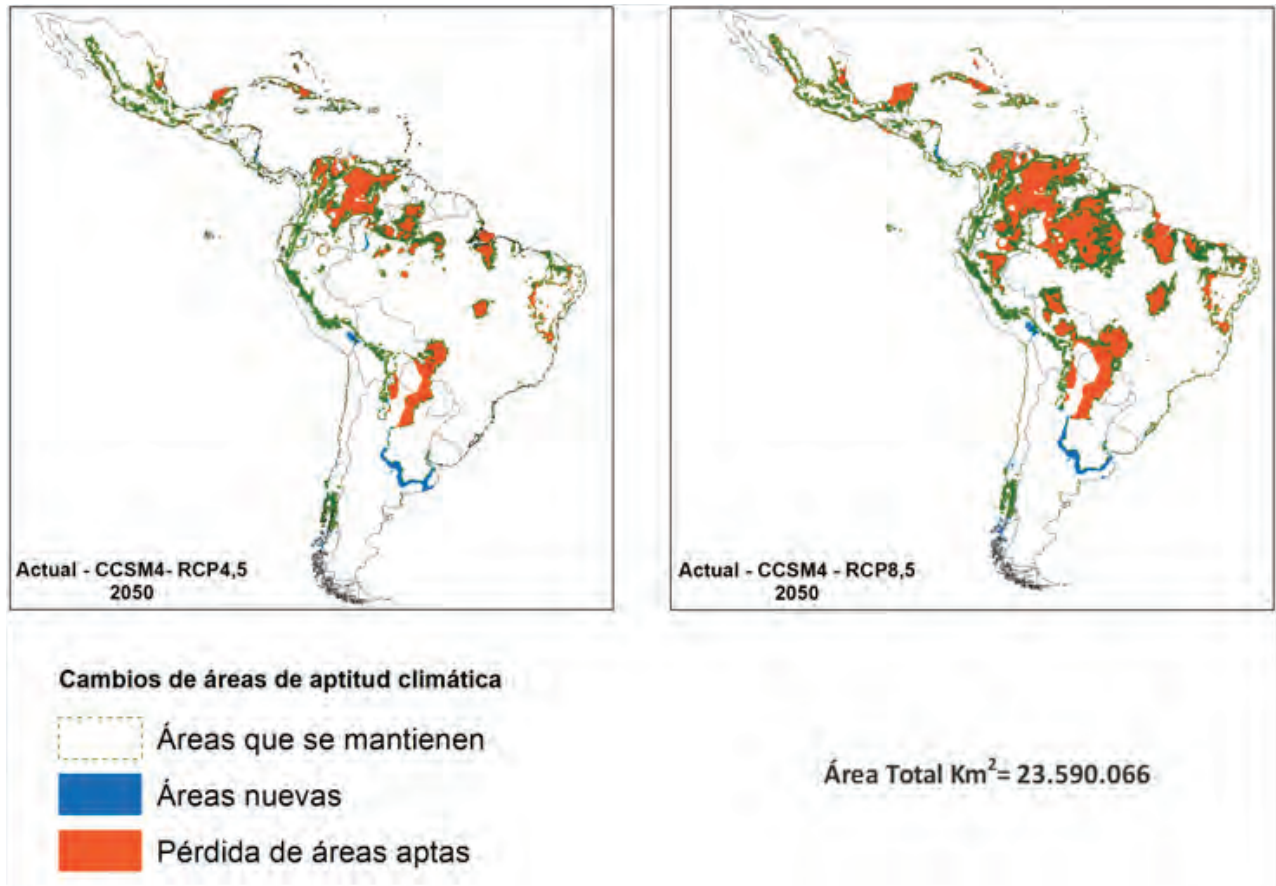 Actual - CCSM4- RCP4,5
2050
Actual - CCSM4 - RCP8,5
2050
Cambios de áreas de aptitud climática
Áreas que se mantienen
Áreas nuevas
Pérdida de áreas aptas
Área Total Km²= 23.590.066